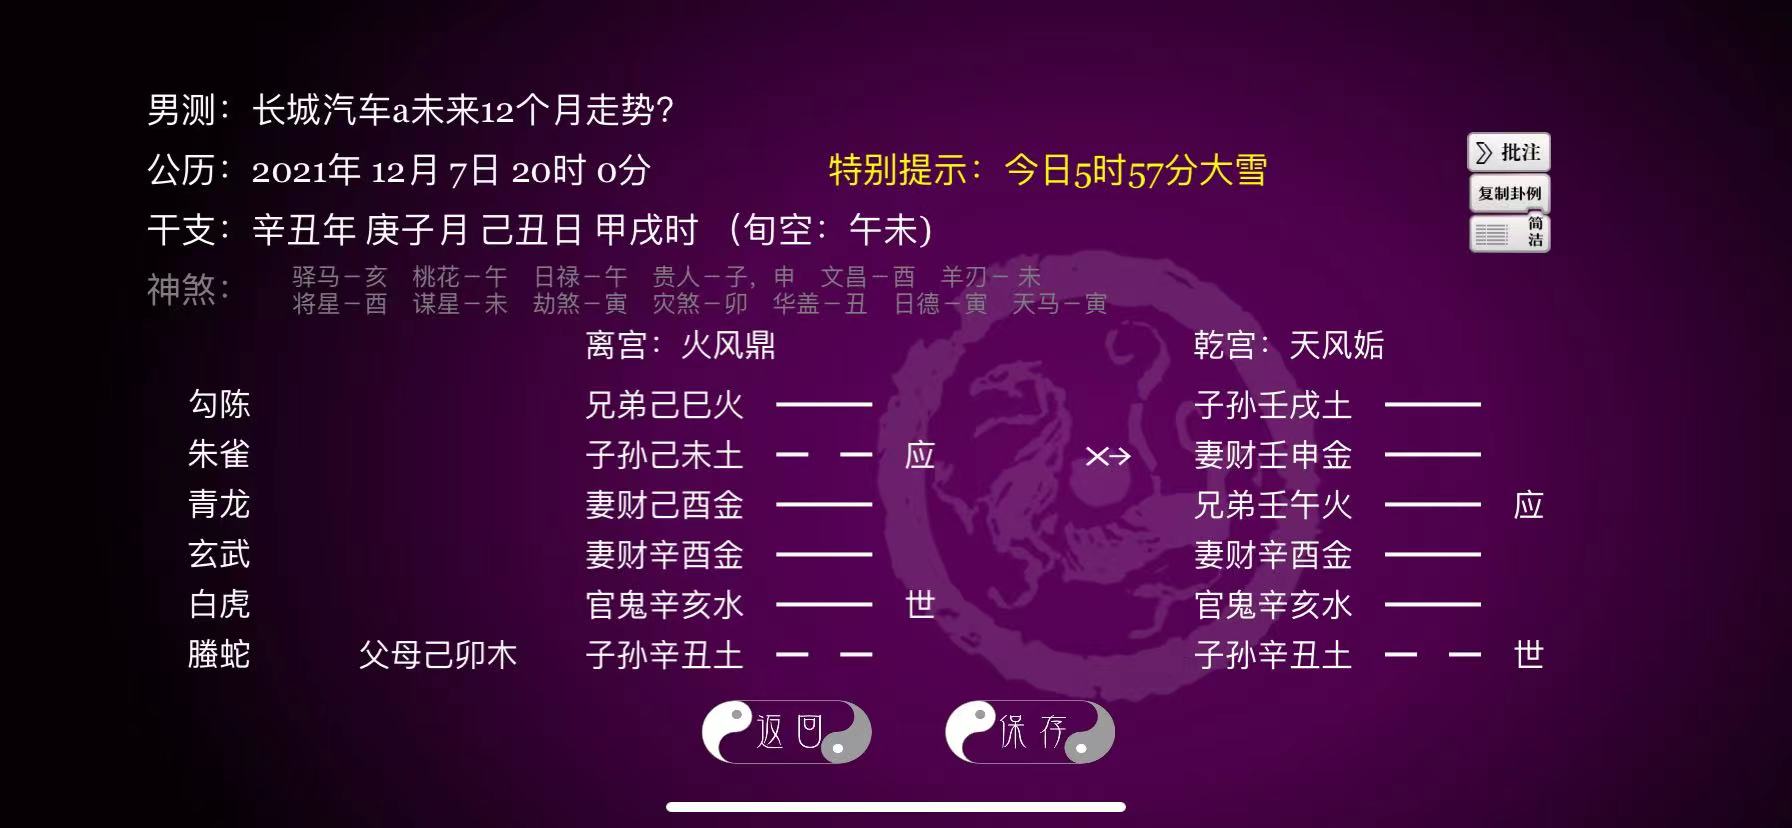 男测：长城汽车a未来12个月走势？
公历：2021年 12月 7日 20时 0分 特别提示：今日5时57分大雪
干支：辛丑年 庚子月 己丑日 甲戌时 （旬空：午未）
神煞： 驿马－亥 桃花－午 日禄－午 贵人－子，申 文昌－酉 羊刃－未
将星－酉 谋星－未 劫煞－寅 灾煞－卯 华盖－丑 日德－寅 天马－寅
批注
复制卦例
简洁
离宫：火风鼎 乾宫：天风姤
勾陈 兄弟己巳火 子孙壬戌土
朱雀 子孙己未土 应 ×→ 妻财壬申金
青龙 妻财己酉金 兄弟壬午火 应
玄武 妻财辛酉金 妻财辛酉金
白虎 官鬼辛亥水 世 官鬼辛亥水
螣蛇 父母己卯木 子孙辛丑土 子孙辛丑土 世
返回 保存